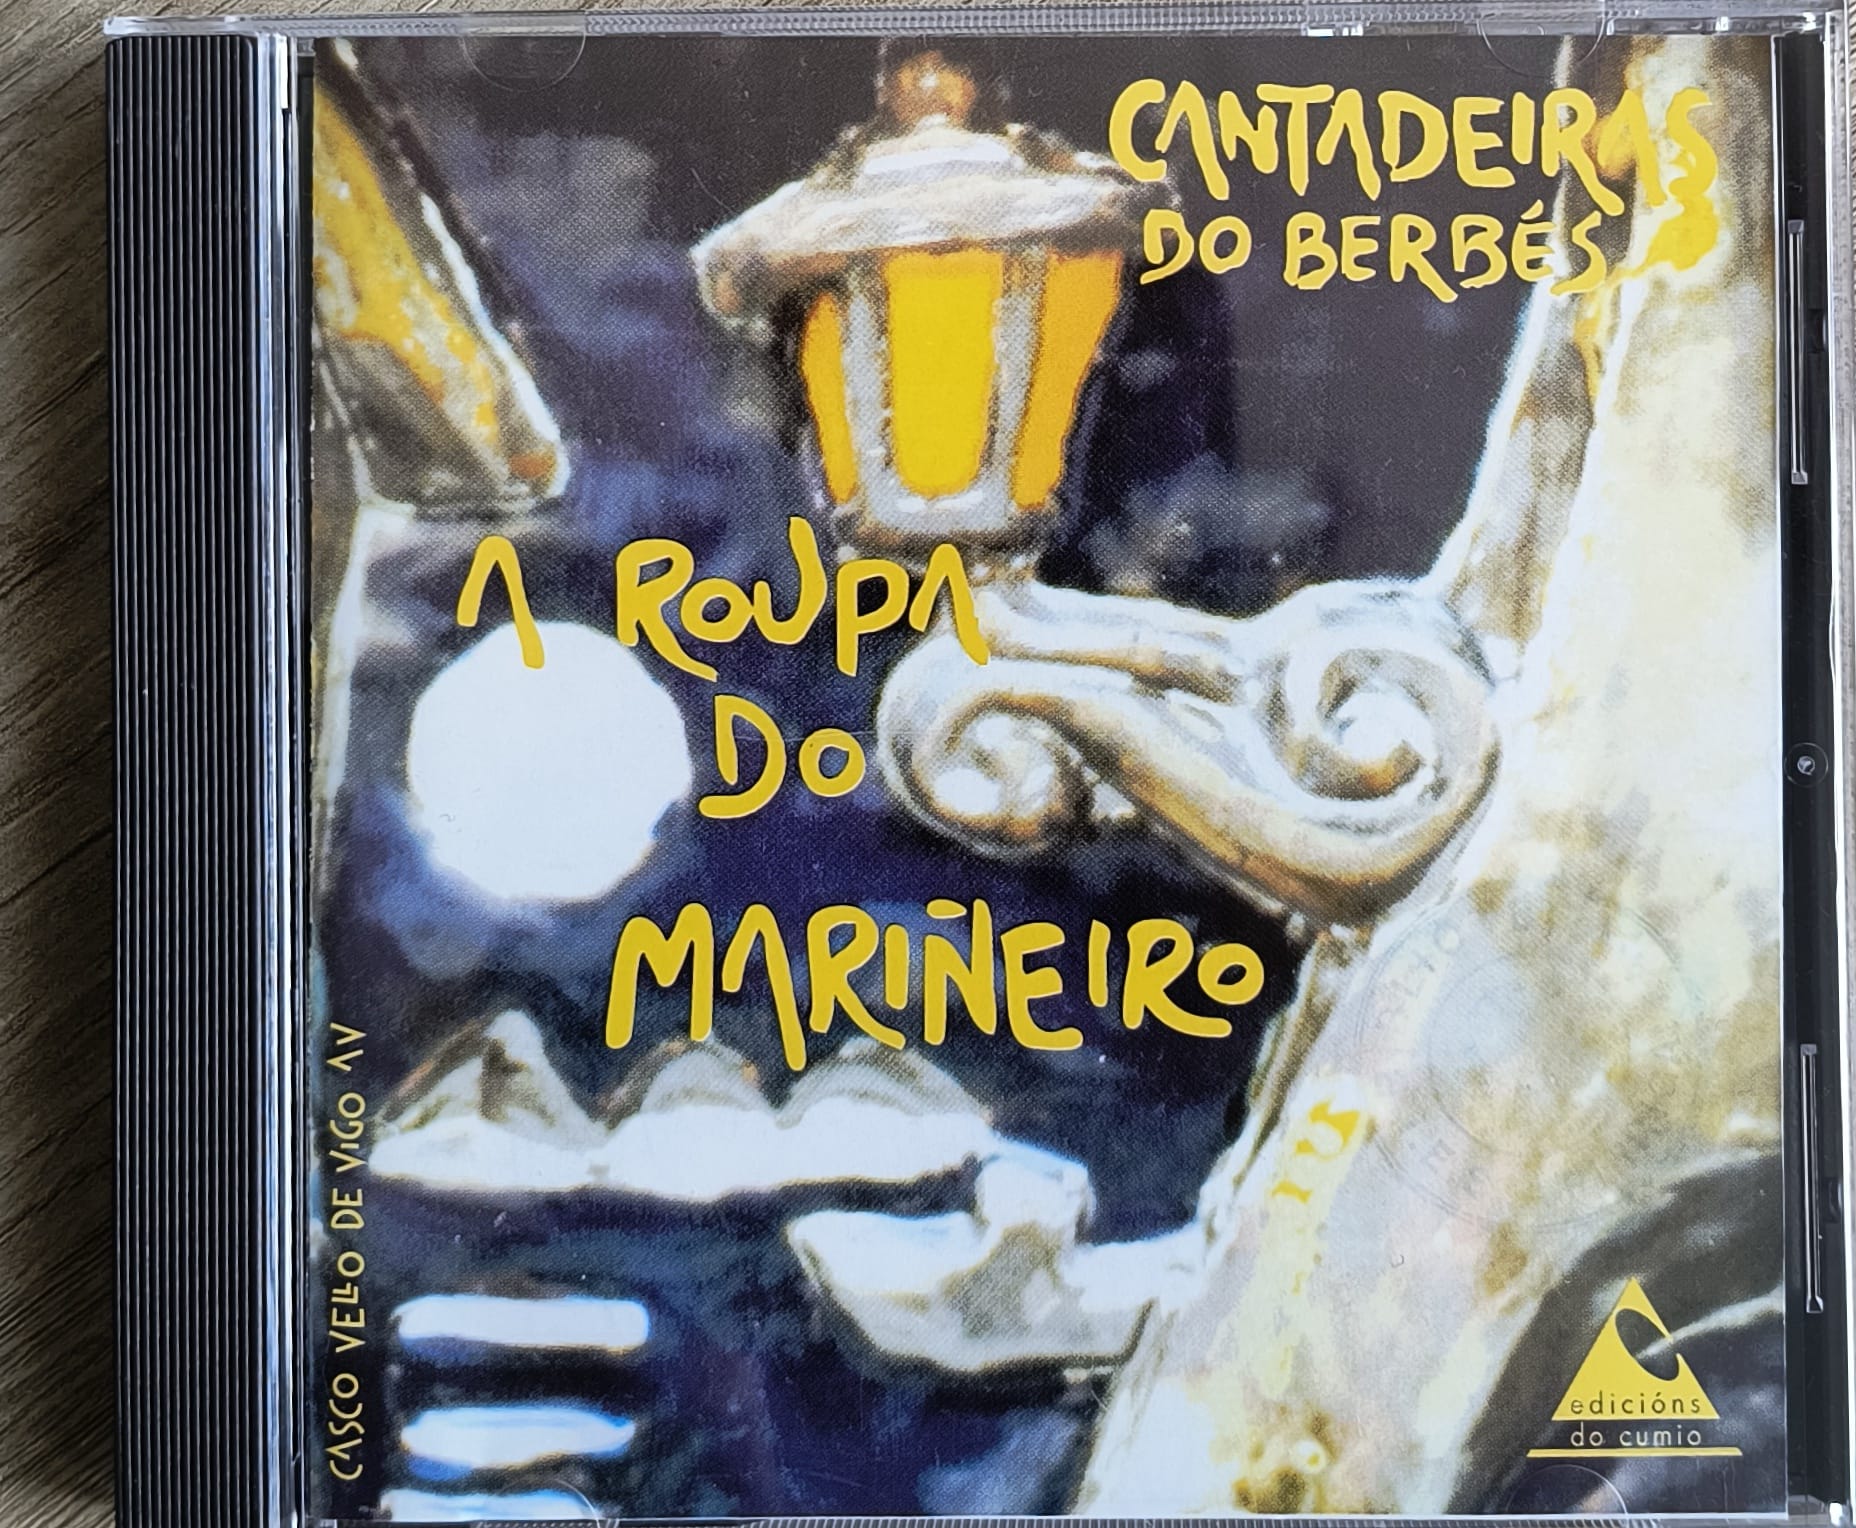 CANTADEIRAS
DO BERBÉS
A ROUPA
DO
MARIÑEIRO
CASCO VELLO DE VIGO AV
edicións
do cumio